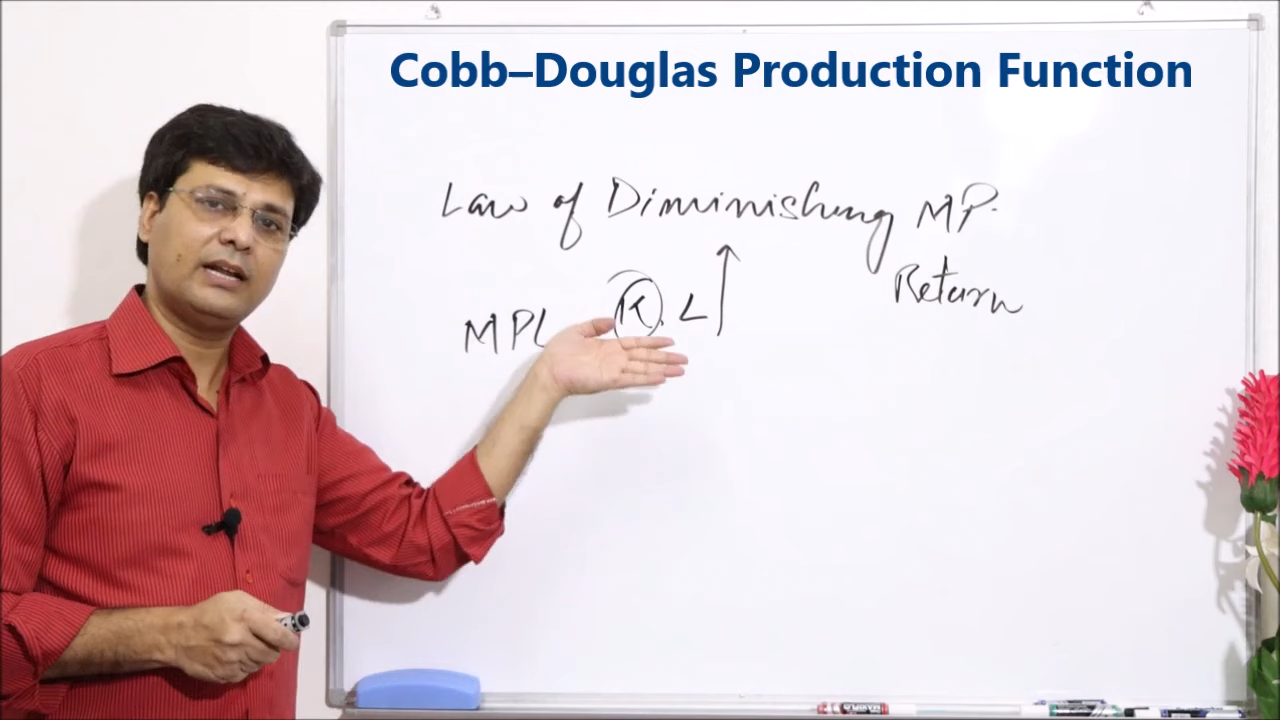 Cobb–Douglas Production Function
Law of Diminishing MP.
Return
MPL K. L ↑